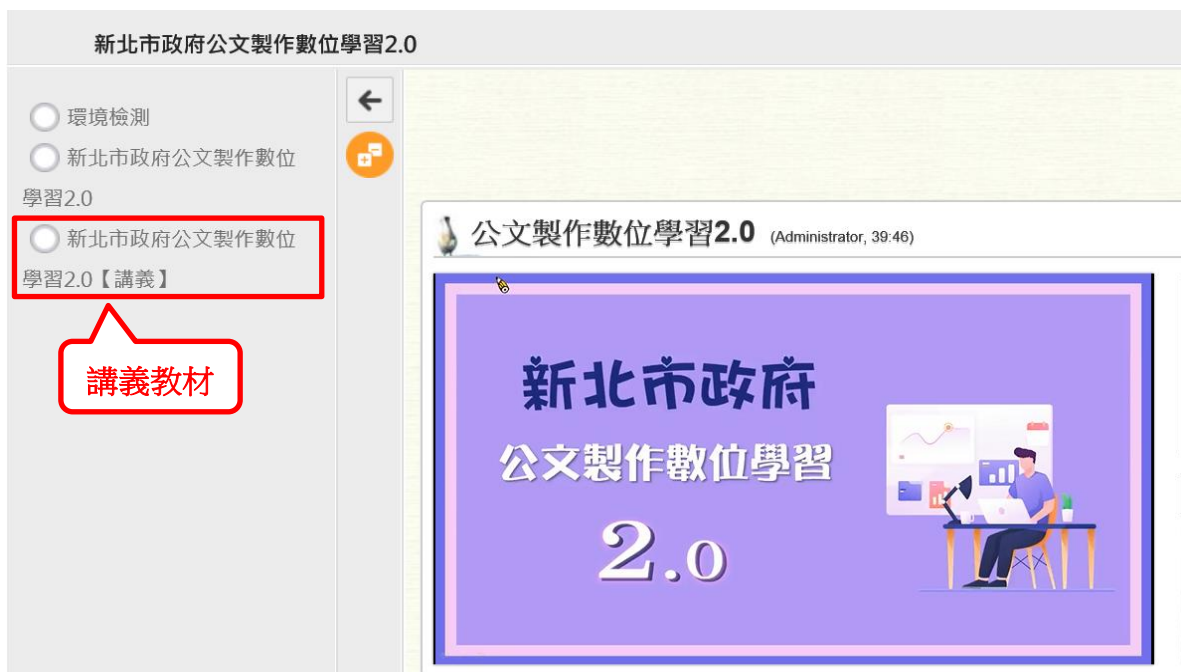 新北市政府公文製作數位學習2.0
環境檢測
新北市政府公文製作數位
學習2.0
新北市政府公文製作數位
學習2.0【講義】
講義教材
公文製作數位學習2.0 (Administrator, 39:46)
新北市政府
公文製作數位學習
2.0